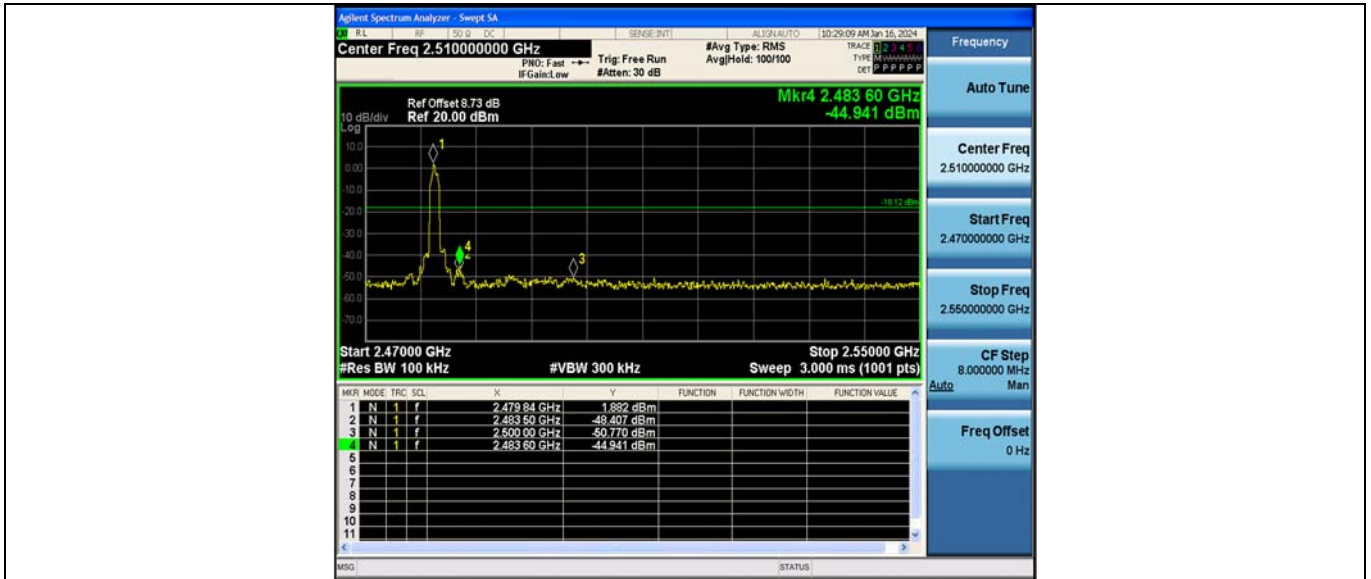 Agilent Spectrum Analyzer - Swept SA
RL RF 50 Ω DC SENSE:INT ALIGN AUTO 10:29:09 AM Jan 16, 2024
Center Freq 2.510000000 GHz
PNO: Fast
IFGain:Low
Trig: Free Run
#Atten: 30 dB
#Avg Type: RMS
Avg|Hold: 100/100
TRACE 1 2 3 4 5 6
TYPE M
DET P P P P P P
Mkr4 2.483 60 GHz
-44.941 dBm
Ref Offset 8.73 dB
10 dB/div Ref 20.00 dBm
Log
10.0
0.00
-10.0
-20.0
-30.0
-40.0
-50.0
-60.0
-70.0
1
4
2
3
-18.12 dBm
Start 2.47000 GHz Stop 2.55000 GHz
#Res BW 100 kHz #VBW 300 kHz Sweep 3.000 ms (1001 pts)
MKR MODE TRC SCL X Y FUNCTION FUNCTION WIDTH FUNCTION VALUE
1 N 1 f 2.479 84 GHz 1.882 dBm
2 N 1 f 2.483 50 GHz -48.407 dBm
3 N 1 f 2.500 00 GHz -50.770 dBm
4 N 1 f 2.483 60 GHz -44.941 dBm
5
6
7
8
9
10
11
MSG STATUS
Frequency
Auto Tune
Center Freq
2.510000000 GHz
Start Freq
2.470000000 GHz
Stop Freq
2.550000000 GHz
CF Step
8.000000 MHz
Auto Man
Freq Offset
0 Hz